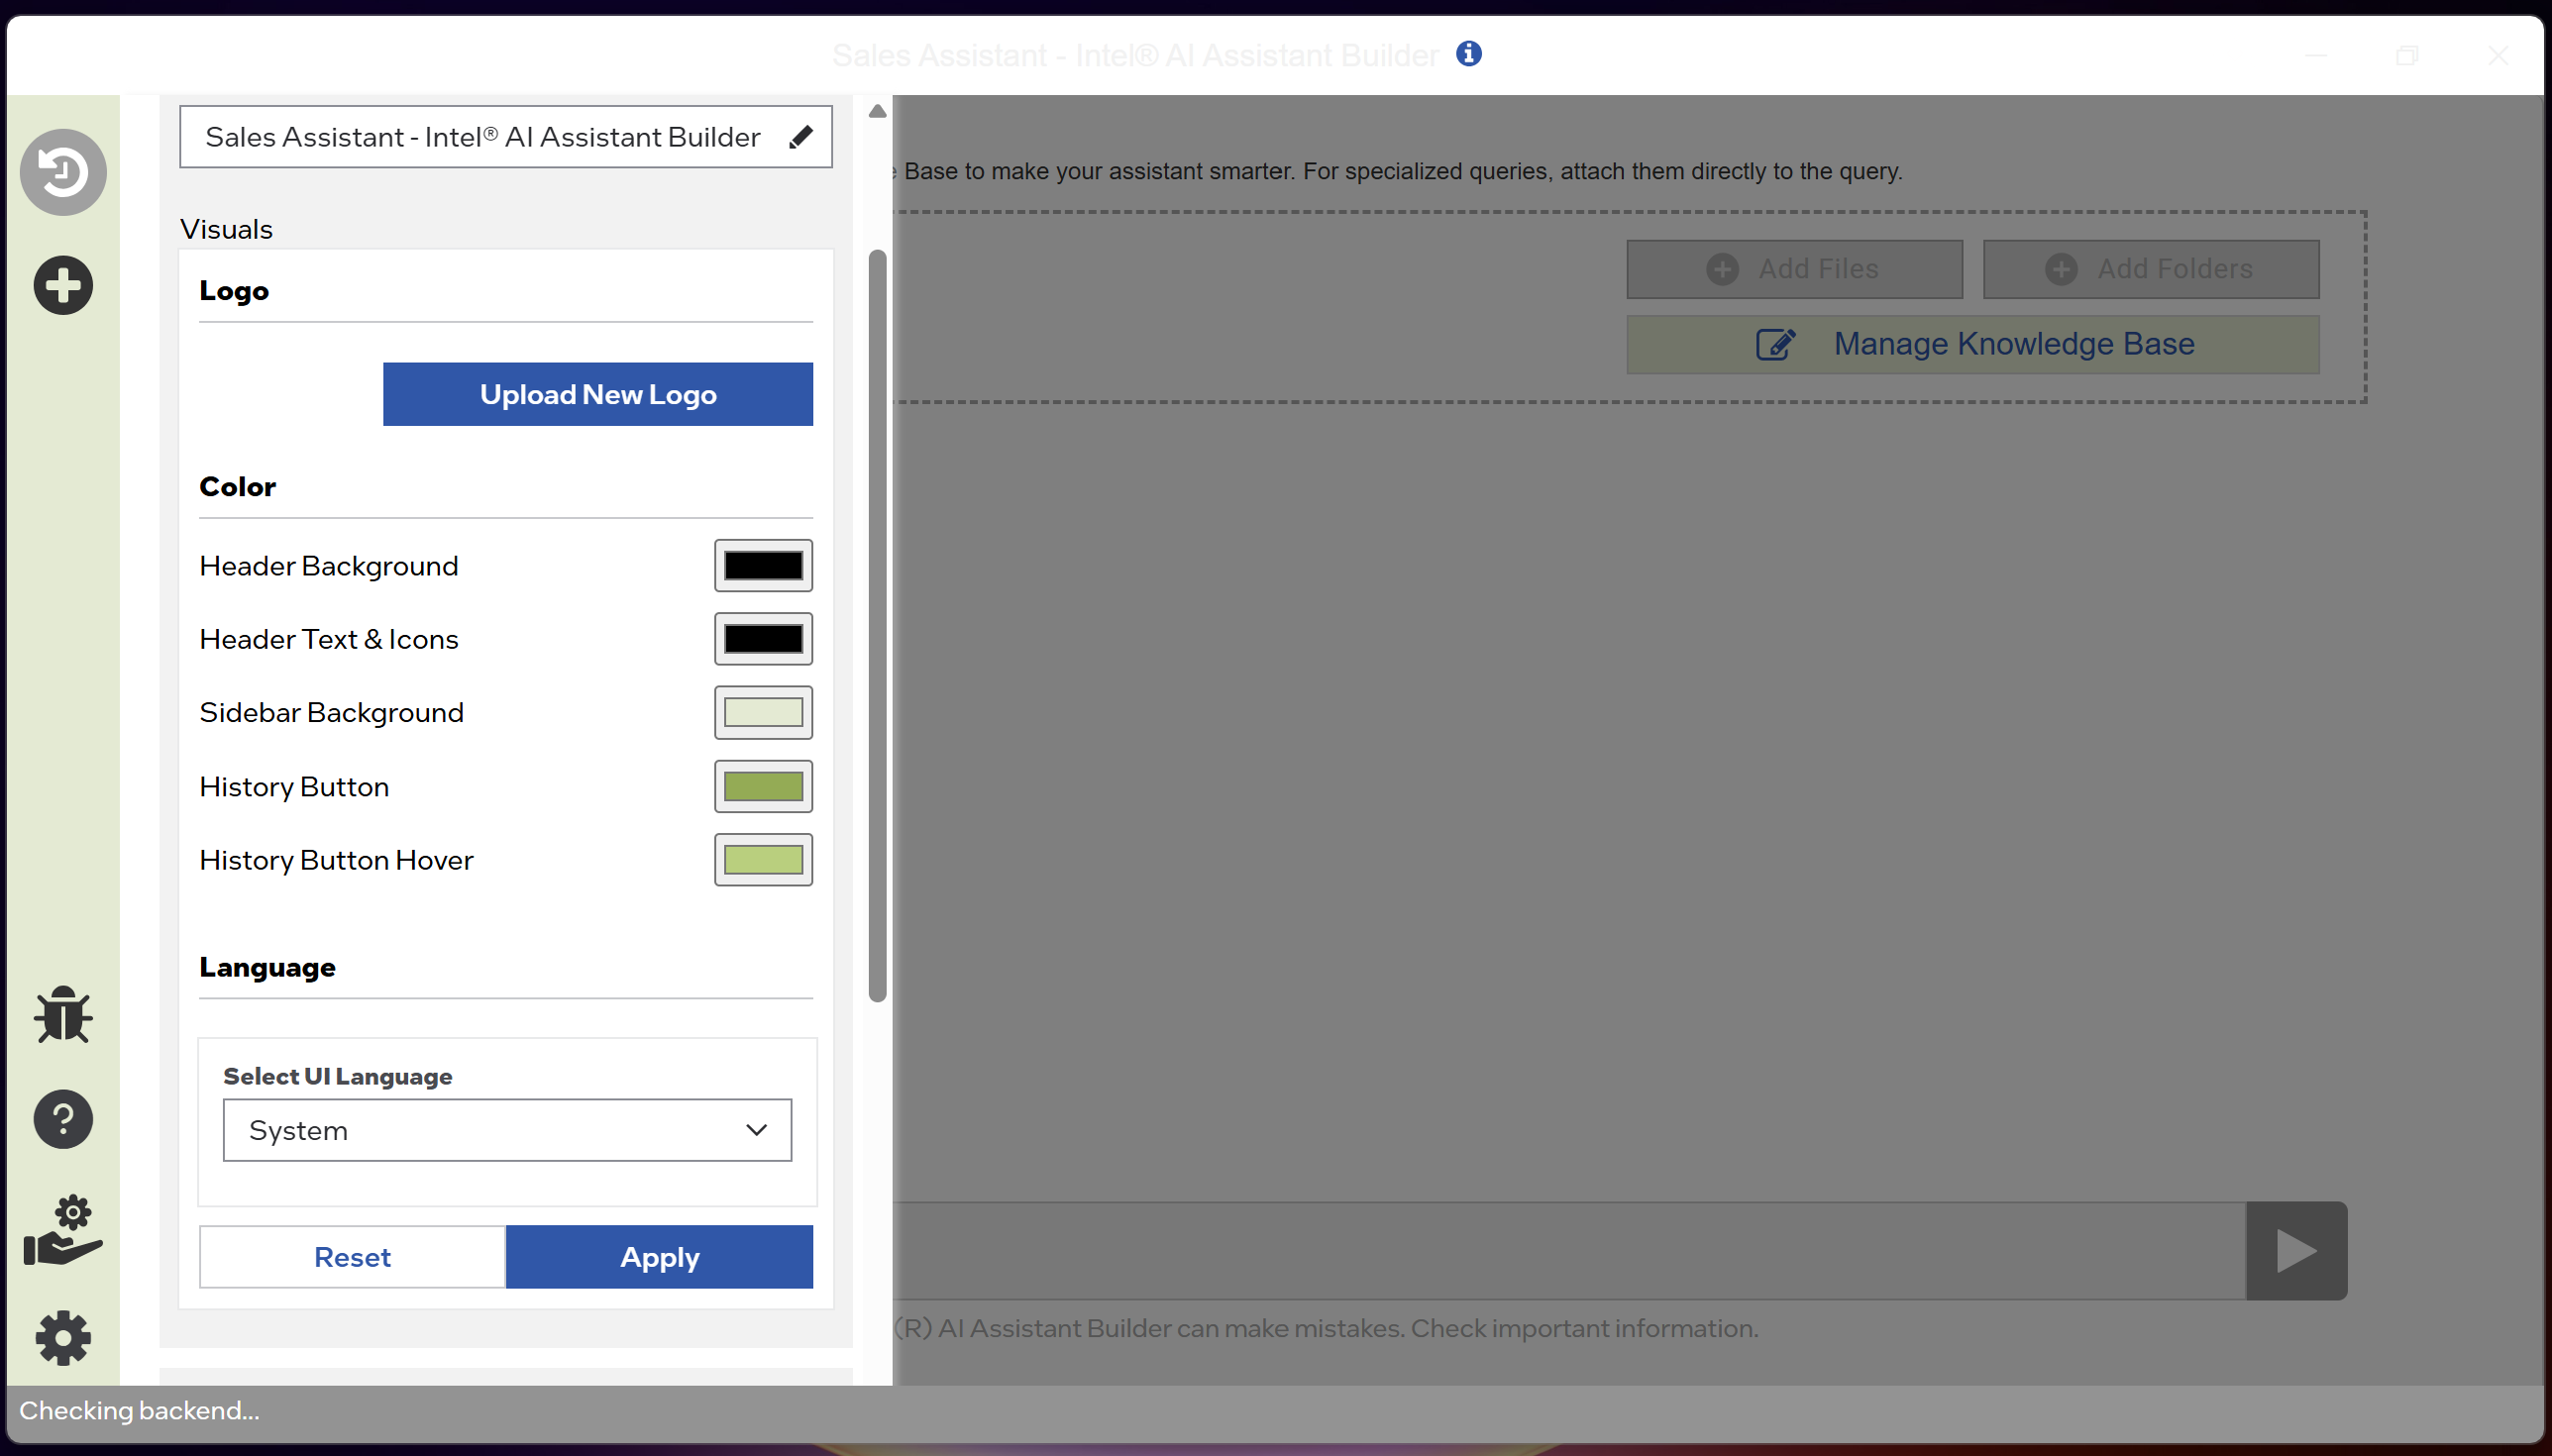 Sales Assistant - Intel® AI Assistant Builder
Sales Assistant - Intel® AI Assistant Builder
Visuals
Logo
Upload New Logo
Color
Header Background
Header Text & Icons
Sidebar Background
History Button
History Button Hover
Language
Select UI Language
System
Reset
Apply
Base to make your assistant smarter. For specialized queries, attach them directly to the query.
Add Files
Add Folders
Manage Knowledge Base
(R) AI Assistant Builder can make mistakes. Check important information.
Checking backend...